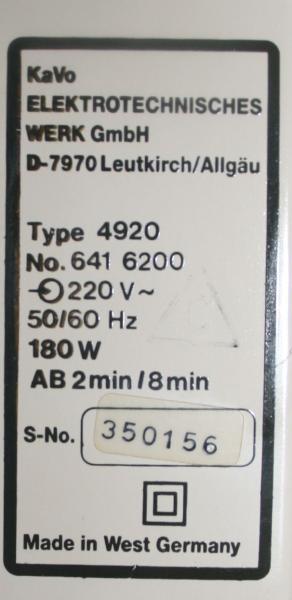 KaVo
ELEKTROTECHNISCHES
WERK GmbH
D-7970 Leutkirch/Allgäu
Type 4920
No. 641 6200
220 V~
50/60 Hz
180 W
AB 2 min/8 min
S-No. 350156
Made in West Germany